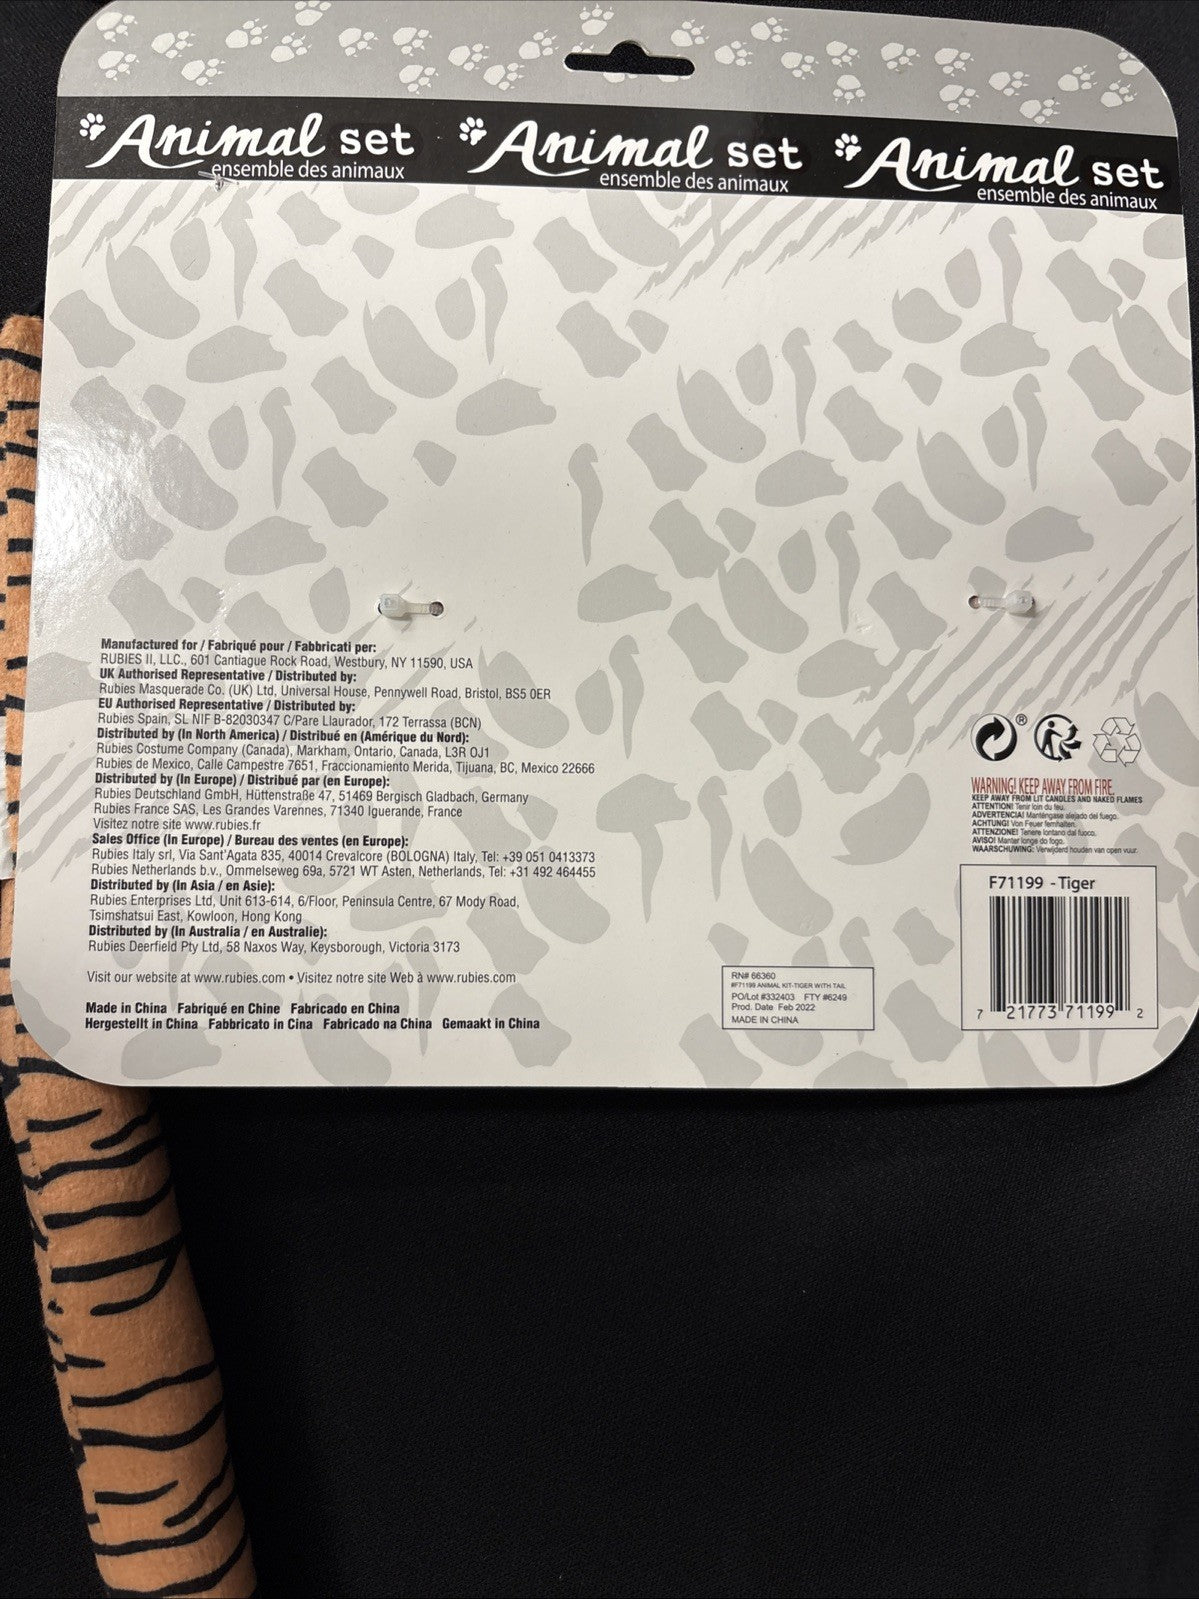 Animal set
ensemble des animaux
Animal set
ensemble des animaux
Animal set
ensemble des animaux
Manufactured for / Fabriqué pour / Fabbricati per:
RUBIES II, LLC., 601 Cantiague Rock Road, Westbury, NY 11590, USA
UK Authorised Representative / Distributed by:
Rubies Masquerade Co. (UK) Ltd, Universal House, Pennywell Road, Bristol, BS5 0ER
EU Authorised Representative / Distributed by:
Rubies Spain, SL NIF B-82030347 C/Pare Llaurador, 172 Terrassa (BCN)
Distributed by (In North America) / Distribué en (Amérique du Nord):
Rubies Costume Company (Canada), Markham, Ontario, Canada, L3R 0J1
Rubies de Mexico, Calle Campestre 7651, Fraccionamiento Merida, Tijuana, BC, Mexico 22666
Distributed by (In Europe) / Distribué par (en Europe):
Rubies Deutschland GmbH, Hüttenstraße 47, 51469 Bergisch Gladbach, Germany
Rubies France SAS, Les Grandes Varennes, 71340 Iguerande, France
Visitez notre site www.rubies.fr
Sales Office (In Europe) / Bureau des ventes (en Europe):
Rubies Italy srl, Via Sant'Agata 835, 40014 Crevalcore (BOLOGNA) Italy, Tel: +39 051 0413373
Rubies Netherlands b.v., Ommelseweg 69a, 5721 WT Asten, Netherlands, Tel: +31 492 464455
Distributed by (In Asia / en Asie):
Rubies Enterprises Ltd, Unit 613-614, 6/Floor, Peninsula Centre, 67 Mody Road,
Tsimshatsui East, Kowloon, Hong Kong
Distributed by (In Australia / en Australie):
Rubies Deerfield Pty Ltd, 58 Naxos Way, Keysborough, Victoria 3173
Visit our website at www.rubies.com • Visitez notre site Web à www.rubies.com
Made in China Fabriqué en Chine Fabricado en China
Hergestellt in China Fabbricato in Cina Fabricado na China Gemaakt in China
RN# 66360
#F71199 ANIMAL KIT-TIGER WITH TAIL
PO/Lot #332403 FTY #6249
Prod. Date Feb 2022
MADE IN CHINA
®
WARNING! KEEP AWAY FROM FIRE.
KEEP AWAY FROM LIT CANDLES AND NAKED FLAMES
ATTENTION! Tenir loin du feu.
ADVERTENCIA! Manténgase alejado del fuego.
ACHTUNG! Von Feuer fernhalten.
ATTENZIONE! Tenere lontano dal fuoco.
AVISO! Manter longe do fogo.
WAARSCHUWING: Verwijderd houden van open vuur.
F71199 - Tiger
7 21773 71199 2